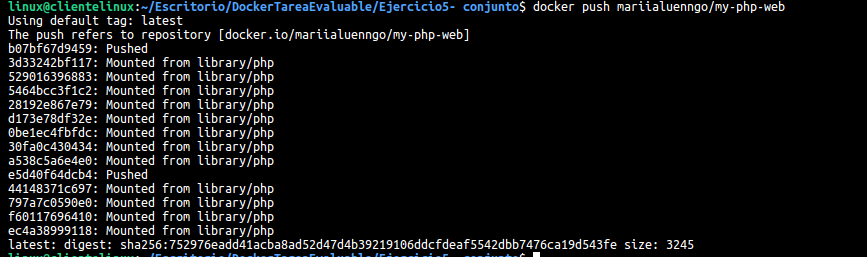 linux@clientelinux:~/Escritorio/DockerTareaEvaluable/Ejercicio5- conjunto$ docker push mariialuenngo/my-php-web
Using default tag: latest
The push refers to repository [docker.io/mariialuenngo/my-php-web]
b07bf67d9459: Pushed
3d33242bf117: Mounted from library/php
529016396883: Mounted from library/php
5464bcc3f1c2: Mounted from library/php
28192e867e79: Mounted from library/php
d173e78df32e: Mounted from library/php
0be1ec4fbfdc: Mounted from library/php
30fa0c430434: Mounted from library/php
a538c5a6e4e0: Mounted from library/php
e5d40f64dcb4: Pushed
44148371c697: Mounted from library/php
797a7c0590e0: Mounted from library/php
f60117696410: Mounted from library/php
ec4a38999118: Mounted from library/php
latest: digest: sha256:752976eadd41acba8ad52d47d4b39219106ddcfdeaf5542dbb7476ca19d543fe size: 3245
linux@clientelinux:~/Escritorio/DockerTareaEvaluable/Ejercicio5- conjunto$